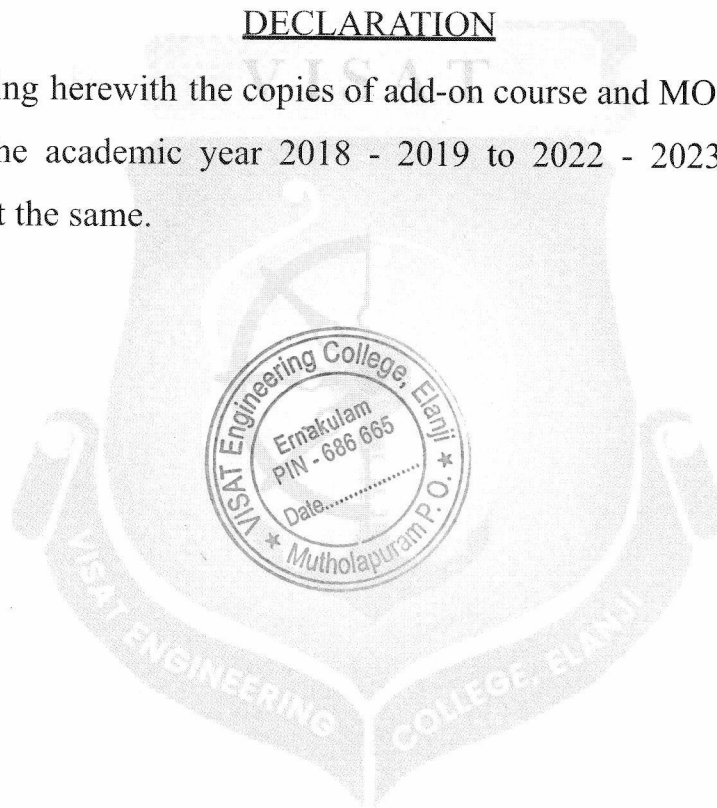 DECLARATION
VISAT
ing herewith the copies of add-on course and MO
he academic year 2018 - 2019 to 2022 - 2023
t the same.
VISAT Engineering College, Elanji
Ernakulam
PIN - 686 665
Date....................
★ Mutholapuram P.O. ★
VISAT ENGINEERING COLLEGE, ELANJI